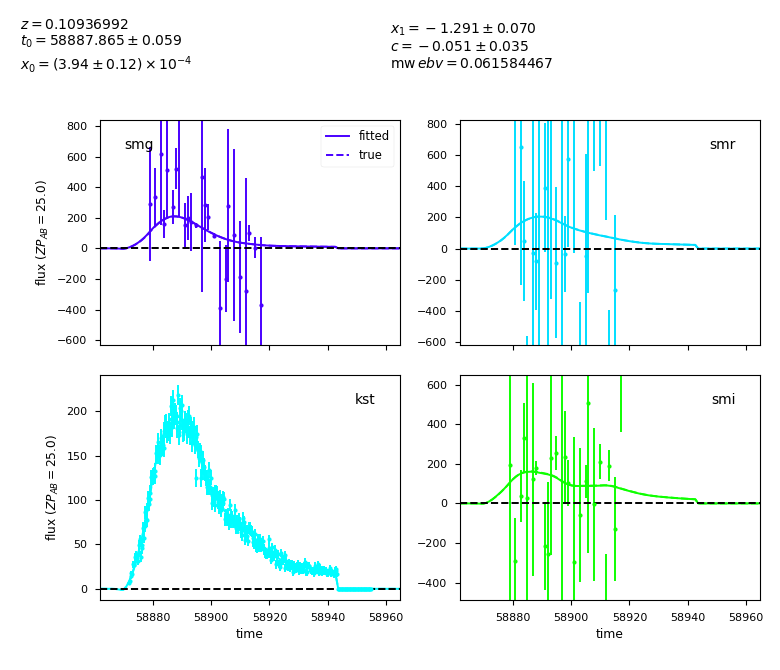 z = 0.10936992
t₀ = 58887.865 ± 0.059
x₀ = (3.94 ± 0.12) × 10⁻⁴
x₁ = −1.291 ± 0.070
c = −0.051 ± 0.035
mw ebv = 0.061584467
smg
fitted
true
flux (ZP_AB = 25.0)
800
600
400
200
0
−200
−400
−600
smr
800
600
400
200
0
−200
−400
−600
kst
flux (ZP_AB = 25.0)
200
150
100
50
0
58880 58900 58920 58940 58960
time
smi
600
400
200
0
−200
−400
58880 58900 58920 58940 58960
time